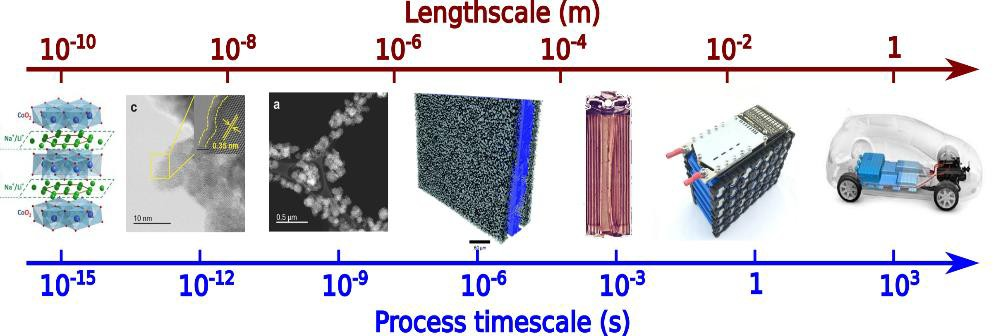 Lengthscale (m)
10-10 10-8 10-6 10-4 10-2 1
c
a
CoO2
0.35 nm
Na+/Li+
Na+/Li+
CoO2
10 nm
0.5 µm
10-15 10-12 10-9 10-6 10-3 1 103
Process timescale (s)